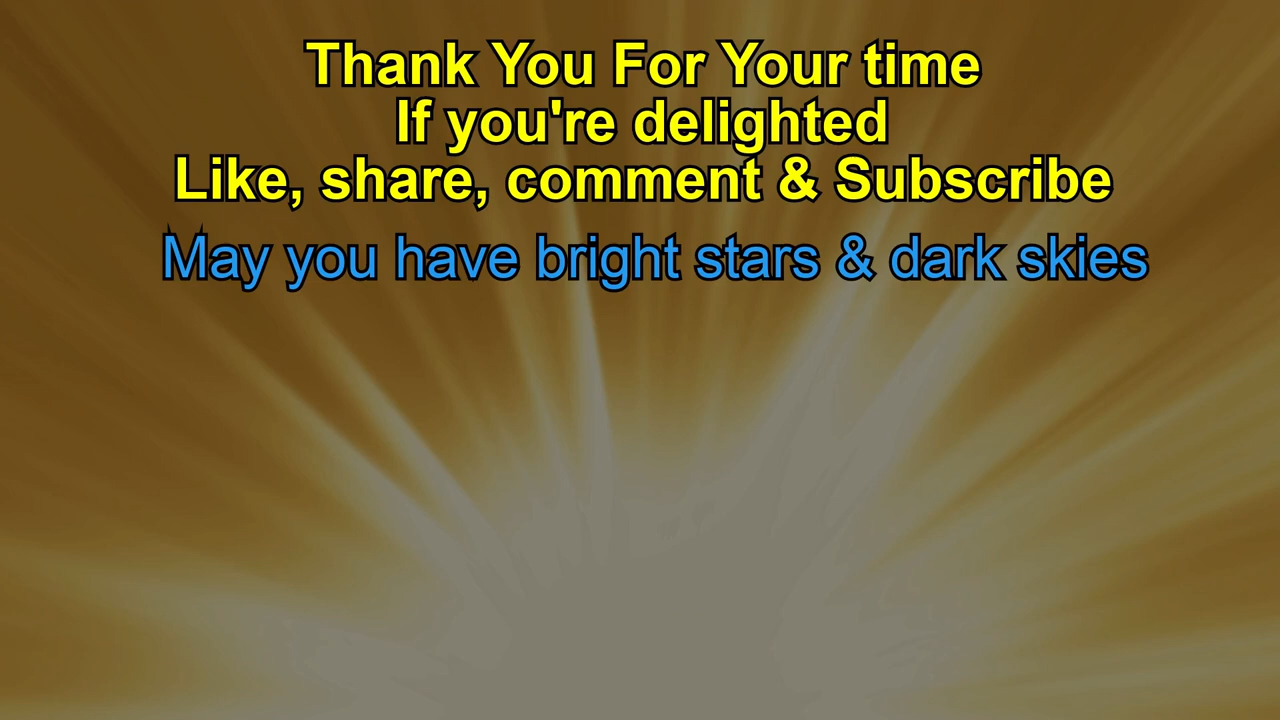 Thank You For Your time
If you're delighted
Like, share, comment & Subscribe
May you have bright stars & dark skies